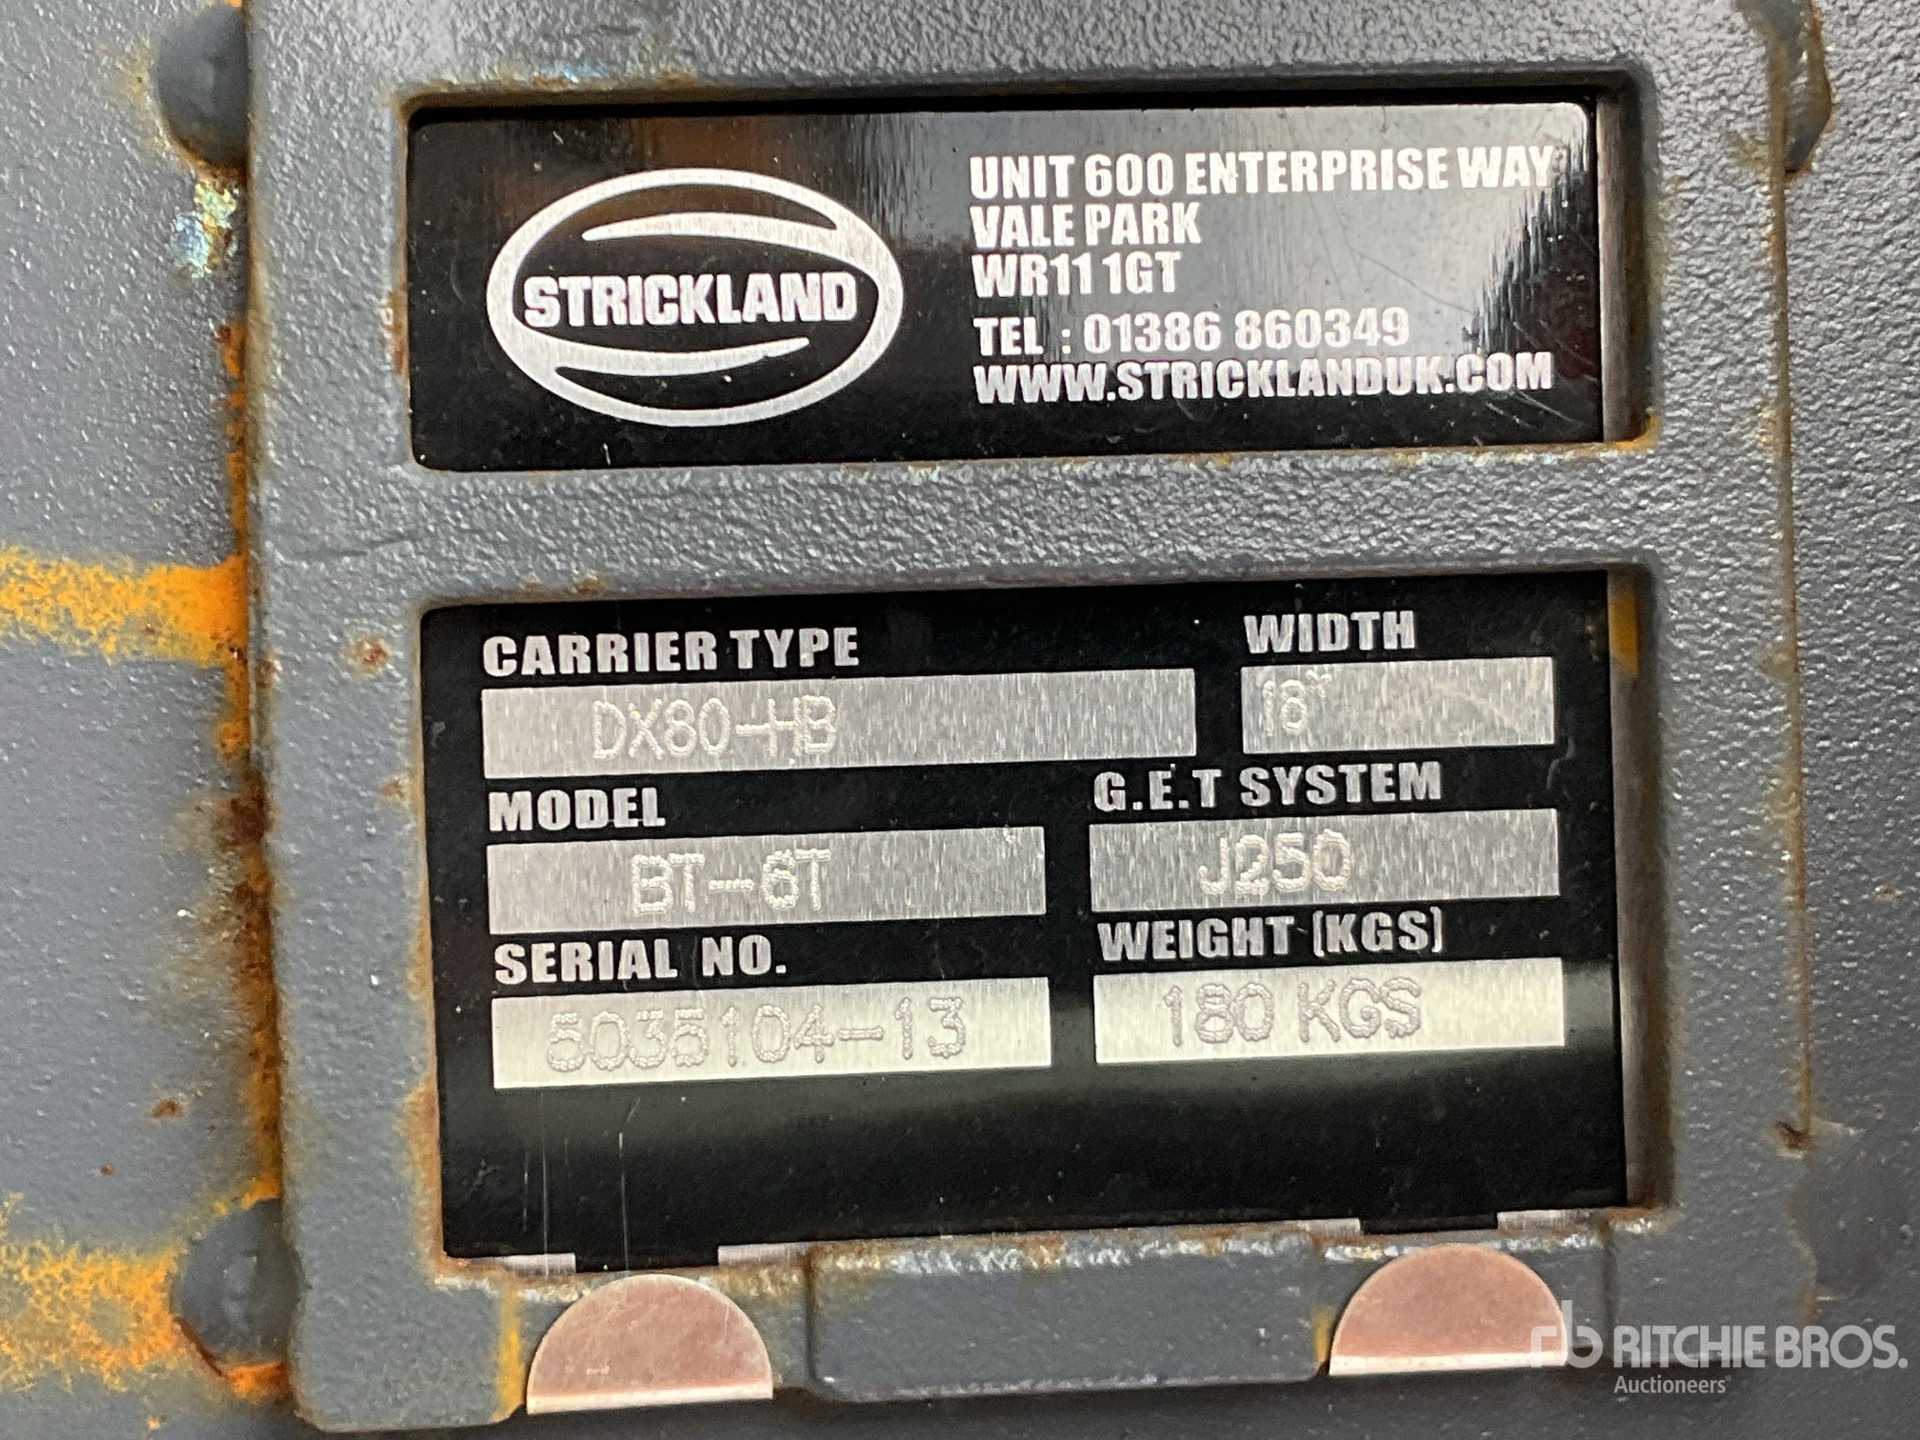 STRICKLAND
UNIT 600 ENTERPRISE WAY
VALE PARK
WR11 1GT
TEL : 01386 860349
WWW.STRICKLANDUK.COM
CARRIER TYPE
DX80-HB
WIDTH
18"
MODEL
BT-6T
G.E.T SYSTEM
J250
SERIAL NO.
5035104-13
WEIGHT (KGS)
180 KGS
rb RITCHIE BROS.
Auctioneers